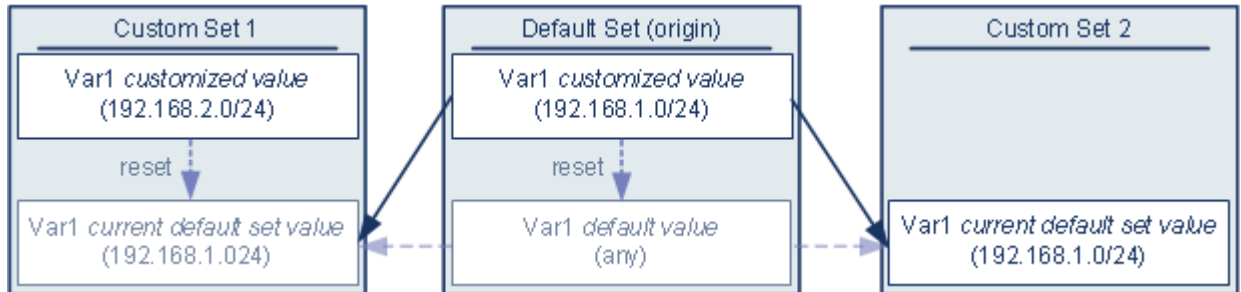 Custom Set 1
Var1 customized value
(192.168.2.0/24)
reset
Var1 current default set value
(192.168.1.024)
Default Set (origin)
Var1 customized value
(192.168.1.0/24)
reset
Var1 default value
(any)
Custom Set 2
Var1 current default set value
(192.168.1.0/24)